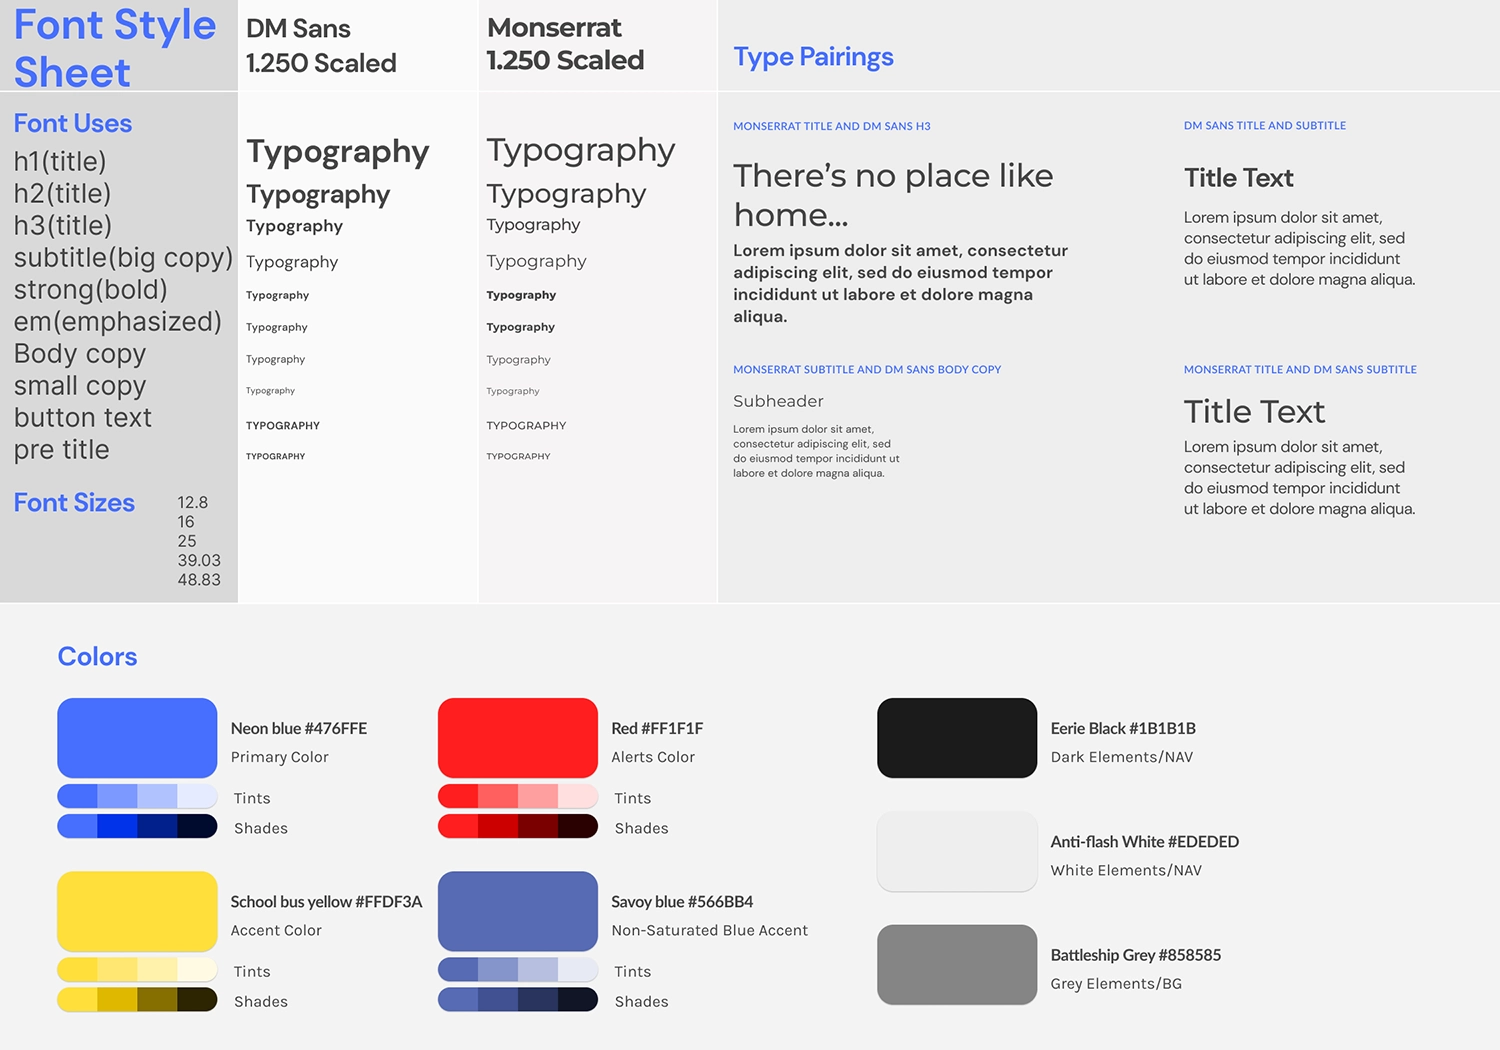 Font Style
Sheet
DM Sans
1.250 Scaled
Monserrat
1.250 Scaled
Type Pairings
Font Uses
h1(title)
h2(title)
h3(title)
subtitle(big copy)
strong(bold)
em(emphasized)
Body copy
small copy
button text
pre title
Font Sizes
12.8
16
25
39.03
48.83
Typography
Typography
Typography
Typography
Typography
Typography
Typography
Typography
TYPOGRAPHY
TYPOGRAPHY
Typography
Typography
Typography
Typography
Typography
Typography
Typography
Typography
TYPOGRAPHY
TYPOGRAPHY
MONSERRAT TITLE AND DM SANS H3
There’s no place like
home...
Lorem ipsum dolor sit amet, consectetur
adipiscing elit, sed do eiusmod tempor
incididunt ut labore et dolore magna
aliqua.
DM SANS TITLE AND SUBTITLE
Title Text
Lorem ipsum dolor sit amet,
consectetur adipiscing elit, sed
do eiusmod tempor incididunt
ut labore et dolore magna aliqua.
MONSERRAT SUBTITLE AND DM SANS BODY COPY
Subheader
Lorem ipsum dolor sit amet,
consectetur adipiscing elit, sed
do eiusmod tempor incididunt ut
labore et dolore magna aliqua.
MONSERRAT TITLE AND DM SANS SUBTITLE
Title Text
Lorem ipsum dolor sit amet,
consectetur adipiscing elit, sed
do eiusmod tempor incididunt
ut labore et dolore magna aliqua.
Colors
Neon blue #476FFE
Primary Color
Tints
Shades
Red #FF1F1F
Alerts Color
Tints
Shades
Eerie Black #1B1B1B
Dark Elements/NAV
Anti-flash White #EDEDED
White Elements/NAV
School bus yellow #FFDF3A
Accent Color
Tints
Shades
Savoy blue #566BB4
Non-Saturated Blue Accent
Tints
Shades
Battleship Grey #858585
Grey Elements/BG